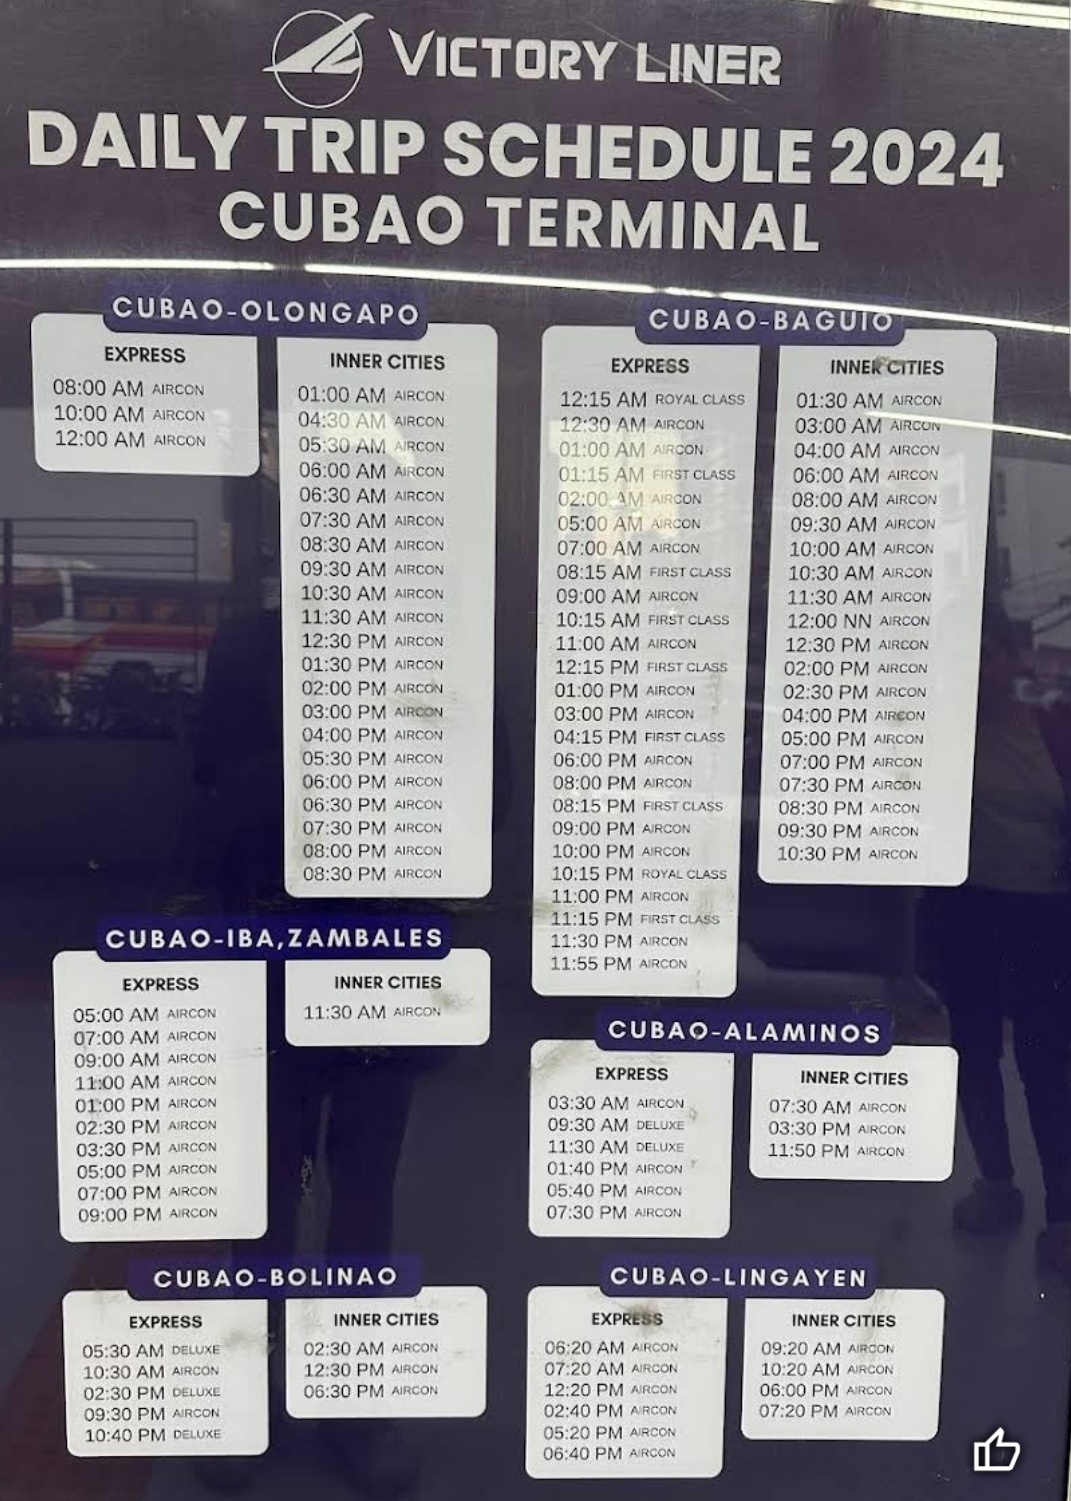 VICTORY LINER
DAILY TRIP SCHEDULE 2024
CUBAO TERMINAL
CUBAO-OLONGAPO
EXPRESS
08:00 AM AIRCON
10:00 AM AIRCON
12:00 AM AIRCON
INNER CITIES
01:00 AM AIRCON
04:30 AM AIRCON
05:30 AM AIRCON
06:00 AM AIRCON
06:30 AM AIRCON
07:30 AM AIRCON
08:30 AM AIRCON
09:30 AM AIRCON
10:30 AM AIRCON
11:30 AM AIRCON
12:30 PM AIRCON
01:30 PM AIRCON
02:00 PM AIRCON
03:00 PM AIRCON
04:00 PM AIRCON
05:30 PM AIRCON
06:00 PM AIRCON
06:30 PM AIRCON
07:30 PM AIRCON
08:00 PM AIRCON
08:30 PM AIRCON
CUBAO-BAGUIO
EXPRESS
12:15 AM ROYAL CLASS
12:30 AM AIRCON
01:00 AM AIRCON
01:15 AM FIRST CLASS
02:00 AM AIRCON
05:00 AM AIRCON
07:00 AM AIRCON
08:15 AM FIRST CLASS
09:00 AM AIRCON
10:15 AM FIRST CLASS
11:00 AM AIRCON
12:15 PM FIRST CLASS
01:00 PM AIRCON
03:00 PM AIRCON
04:15 PM FIRST CLASS
06:00 PM AIRCON
08:00 PM AIRCON
08:15 PM FIRST CLASS
09:00 PM AIRCON
10:00 PM AIRCON
10:15 PM ROYAL CLASS
11:00 PM AIRCON
11:15 PM FIRST CLASS
11:30 PM AIRCON
11:55 PM AIRCON
INNER CITIES
01:30 AM AIRCON
03:00 AM AIRCON
04:00 AM AIRCON
06:00 AM AIRCON
08:00 AM AIRCON
09:30 AM AIRCON
10:00 AM AIRCON
10:30 AM AIRCON
11:30 AM AIRCON
12:00 NN AIRCON
12:30 PM AIRCON
02:00 PM AIRCON
02:30 PM AIRCON
04:00 PM AIRCON
05:00 PM AIRCON
07:00 PM AIRCON
07:30 PM AIRCON
08:30 PM AIRCON
09:30 PM AIRCON
10:30 PM AIRCON
CUBAO-IBA,ZAMBALES
EXPRESS
05:00 AM AIRCON
07:00 AM AIRCON
09:00 AM AIRCON
11:00 AM AIRCON
01:00 PM AIRCON
02:30 PM AIRCON
03:30 PM AIRCON
05:00 PM AIRCON
07:00 PM AIRCON
09:00 PM AIRCON
INNER CITIES
11:30 AM AIRCON
CUBAO-ALAMINOS
EXPRESS
03:30 AM AIRCON
09:30 AM DELUXE
11:30 AM DELUXE
01:40 PM AIRCON
05:40 PM AIRCON
07:30 PM AIRCON
INNER CITIES
07:30 AM AIRCON
03:30 PM AIRCON
11:50 PM AIRCON
CUBAO-BOLINAO
EXPRESS
05:30 AM DELUXE
10:30 AM AIRCON
02:30 PM DELUXE
09:30 PM AIRCON
10:40 PM DELUXE
INNER CITIES
02:30 AM AIRCON
12:30 PM AIRCON
06:30 PM AIRCON
CUBAO-LINGAYEN
EXPRESS
06:20 AM AIRCON
07:20 AM AIRCON
12:20 PM AIRCON
02:40 PM AIRCON
05:20 PM AIRCON
06:40 PM AIRCON
INNER CITIES
09:20 AM AIRCON
10:20 AM AIRCON
06:00 PM AIRCON
07:20 PM AIRCON